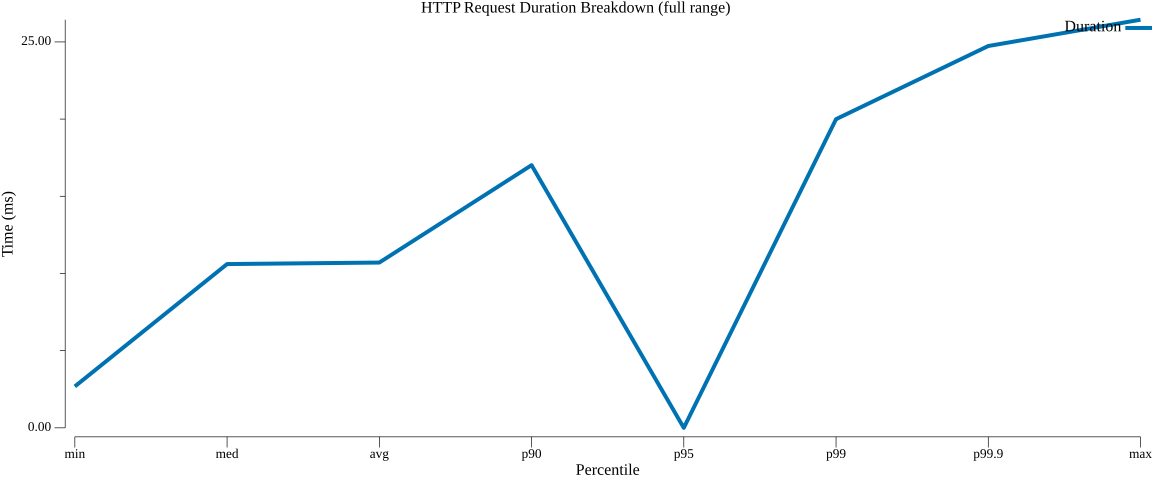 HTTP Request Duration Breakdown (full range)
Duration
25.00
Time (ms)
0.00
min med avg p90 p95 p99 p99.9 max
Percentile